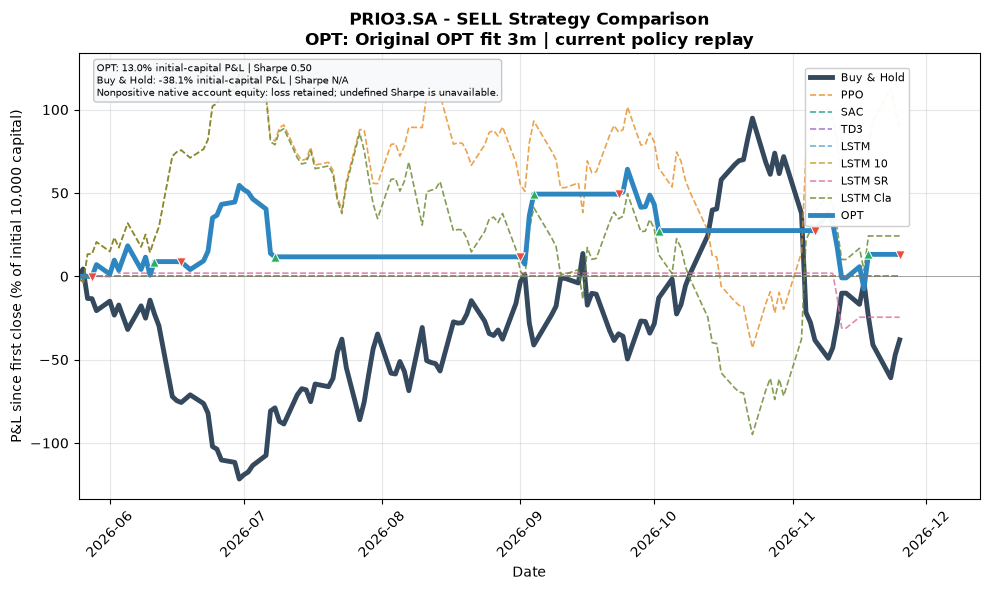 PRIO3.SA - SELL Strategy Comparison
OPT: Original OPT fit 3m | current policy replay
OPT: 13.0% initial-capital P&L | Sharpe 0.50
Buy & Hold: -38.1% initial-capital P&L | Sharpe N/A
Nonpositive native account equity: loss retained; undefined Sharpe is unavailable.
Buy & Hold
PPO
SAC
TD3
LSTM
LSTM 10
LSTM SR
LSTM Cla
OPT
P&L since first close (% of initial 10,000 capital)
100
50
0
−50
−100
2026-06
2026-07
2026-08
2026-09
2026-10
2026-11
2026-12
Date